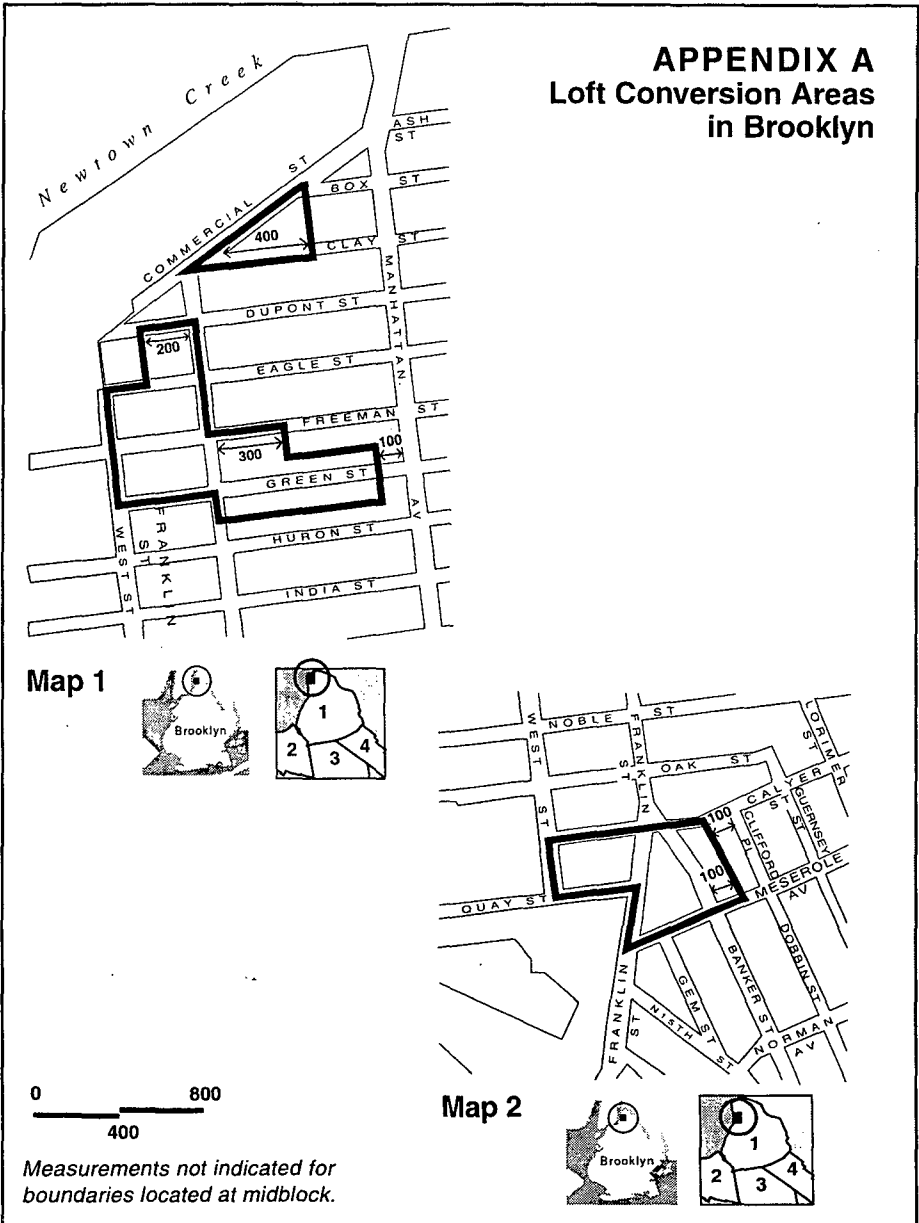 APPENDIX A
Loft Conversion Areas
in Brooklyn
Newtown Creek
ASH
ST
COMMERCIAL ST
BOX ST
400
CLAY ST
MANHATTAN
DUPONT ST
200
EAGLE ST
FREEMAN ST
300
100
GREEN ST
AV
HURON ST
WEST ST
FRANKLIN
ST
INDIA ST
Map 1
Brooklyn
1
2
3
4
WEST
ST
NOBLE ST
FRANKLIN
ST
LORIMER
ST
OAK ST
CALYER
ST
100
CLIFFORD
PL
GUERNSEY
ST
100
MESEROLE
AV
QUAY ST
FRANKLIN
ST
GEM ST
BANKER ST
DOBBIN ST
N15TH ST
NORMAN
AV
0
800
400
Map 2
Brooklyn
1
2
3
4
Measurements not indicated for
boundaries located at midblock.